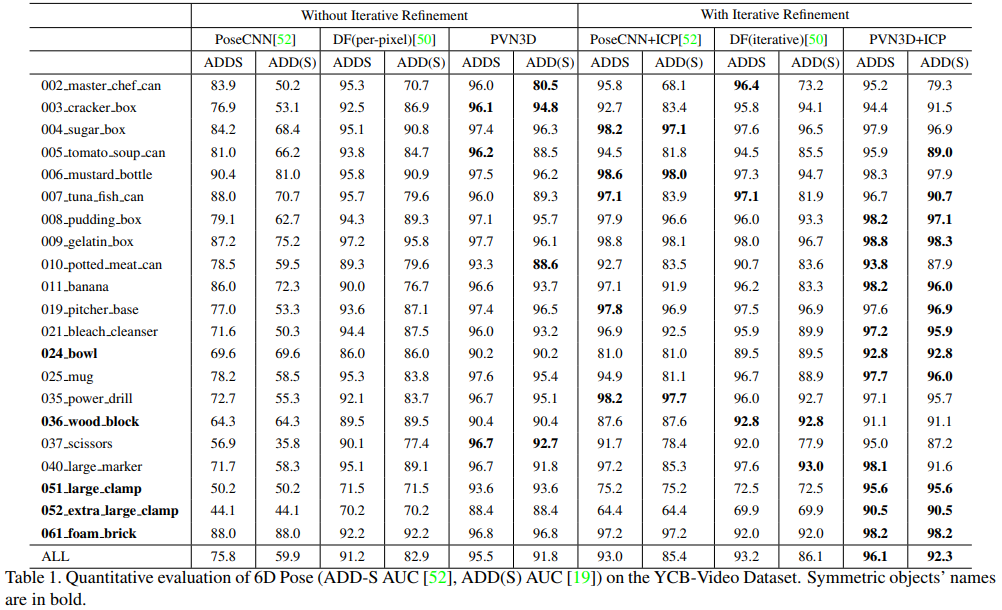 Without Iterative Refinement With Iterative Refinement
PoseCNN[52] DF(per-pixel)[50] PVN3D PoseCNN+ICP[52] DF(iterative)[50] PVN3D+ICP
ADDS ADD(S) ADDS ADD(S) ADDS ADD(S) ADDS ADD(S) ADDS ADD(S) ADDS ADD(S)
002_master_chef_can 83.9 50.2 95.3 70.7 96.0 80.5 95.8 68.1 96.4 73.2 95.2 79.3
003_cracker_box 76.9 53.1 92.5 86.9 96.1 94.8 92.7 83.4 95.8 94.1 94.4 91.5
004_sugar_box 84.2 68.4 95.1 90.8 97.4 96.3 98.2 97.1 97.6 96.5 97.9 96.9
005_tomato_soup_can 81.0 66.2 93.8 84.7 96.2 88.5 94.5 81.8 94.5 85.5 95.9 89.0
006_mustard_bottle 90.4 81.0 95.8 90.9 97.5 96.2 98.6 98.0 97.3 94.7 98.3 97.9
007_tuna_fish_can 88.0 70.7 95.7 79.6 96.0 89.3 97.1 83.9 97.1 81.9 96.7 90.7
008_pudding_box 79.1 62.7 94.3 89.3 97.1 95.7 97.9 96.6 96.0 93.3 98.2 97.1
009_gelatin_box 87.2 75.2 97.2 95.8 97.7 96.1 98.8 98.1 98.0 96.7 98.8 98.3
010_potted_meat_can 78.5 59.5 89.3 79.6 93.3 88.6 92.7 83.5 90.7 83.6 93.8 87.9
011_banana 86.0 72.3 90.0 76.7 96.6 93.7 97.1 91.9 96.2 83.3 98.2 96.0
019_pitcher_base 77.0 53.3 93.6 87.1 97.4 96.5 97.8 96.9 97.5 96.9 97.6 96.9
021_bleach_cleanser 71.6 50.3 94.4 87.5 96.0 93.2 96.9 92.5 95.9 89.9 97.2 95.9
024_bowl 69.6 69.6 86.0 86.0 90.2 90.2 81.0 81.0 89.5 89.5 92.8 92.8
025_mug 78.2 58.5 95.3 83.8 97.6 95.4 94.9 81.1 96.7 88.9 97.7 96.0
035_power_drill 72.7 55.3 92.1 83.7 96.7 95.1 98.2 97.7 96.0 92.7 97.1 95.7
036_wood_block 64.3 64.3 89.5 89.5 90.4 90.4 87.6 87.6 92.8 92.8 91.1 91.1
037_scissors 56.9 35.8 90.1 77.4 96.7 92.7 91.7 78.4 92.0 77.9 95.0 87.2
040_large_marker 71.7 58.3 95.1 89.1 96.7 91.8 97.2 85.3 97.6 93.0 98.1 91.6
051_large_clamp 50.2 50.2 71.5 71.5 93.6 93.6 75.2 75.2 72.5 72.5 95.6 95.6
052_extra_large_clamp 44.1 44.1 70.2 70.2 88.4 88.4 64.4 64.4 69.9 69.9 90.5 90.5
061_foam_brick 88.0 88.0 92.2 92.2 96.8 96.8 97.2 97.2 92.0 92.0 98.2 98.2
ALL 75.8 59.9 91.2 82.9 95.5 91.8 93.0 85.4 93.2 86.1 96.1 92.3
Table 1. Quantitative evaluation of 6D Pose (ADD-S AUC [52], ADD(S) AUC [19]) on the YCB-Video Dataset. Symmetric objects' names
are in bold.